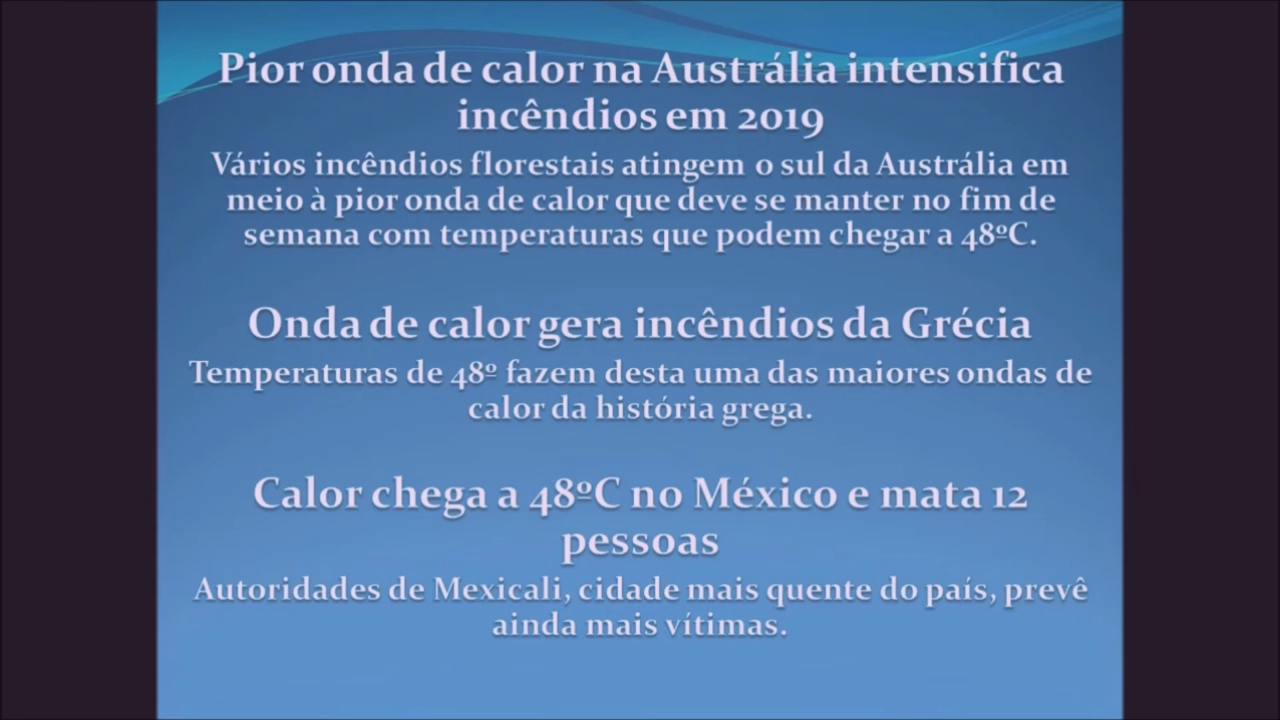 Pior onda de calor na Austrália intensifica
incêndios em 2019
Vários incêndios florestais atingem o sul da Austrália em
meio à pior onda de calor que deve se manter no fim de
semana com temperaturas que podem chegar a 48ºC.
Onda de calor gera incêndios da Grécia
Temperaturas de 48º fazem desta uma das maiores ondas de
calor da história grega.
Calor chega a 48ºC no México e mata 12
pessoas
Autoridades de Mexicali, cidade mais quente do país, prevê
ainda mais vítimas.